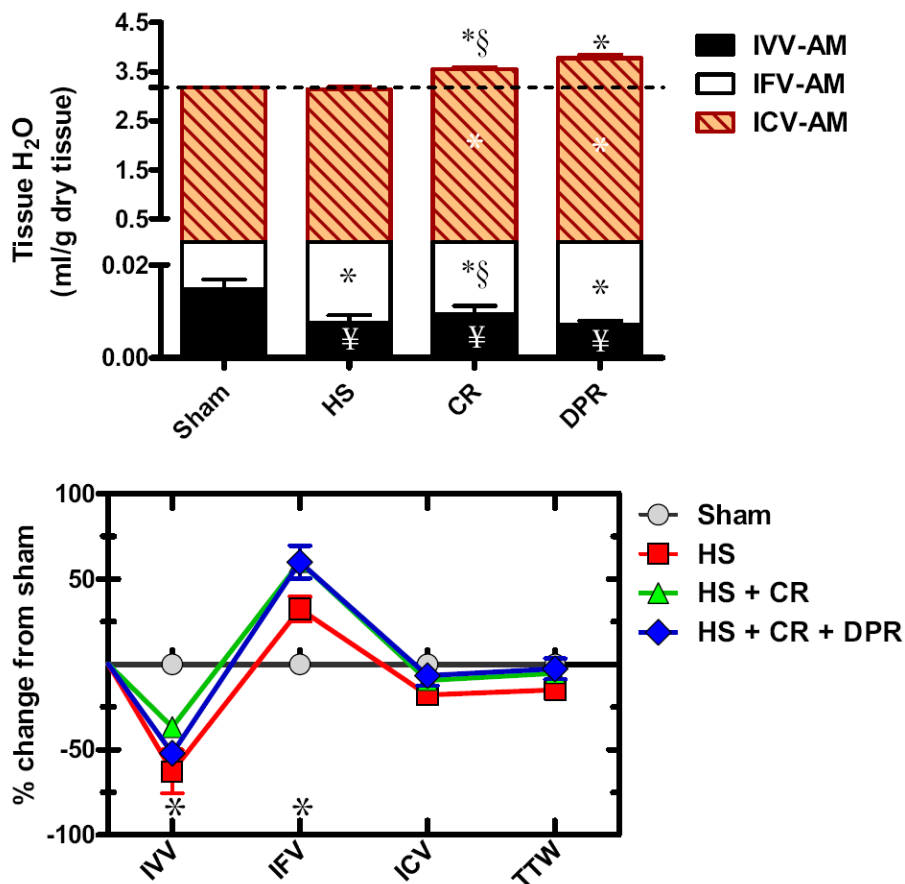 Tissue H₂O
(ml/g dry tissue)
4.5
3.5
2.5
1.5
0.5
0.02
0.00
*§
*
*
*
*
*§
*
¥
¥
¥
Sham
HS
CR
DPR
IVV-AM
IFV-AM
ICV-AM
% change from sham
100
50
-50
-100
*
*
IVV
IFV
ICV
TTW
Sham
HS
HS + CR
HS + CR + DPR